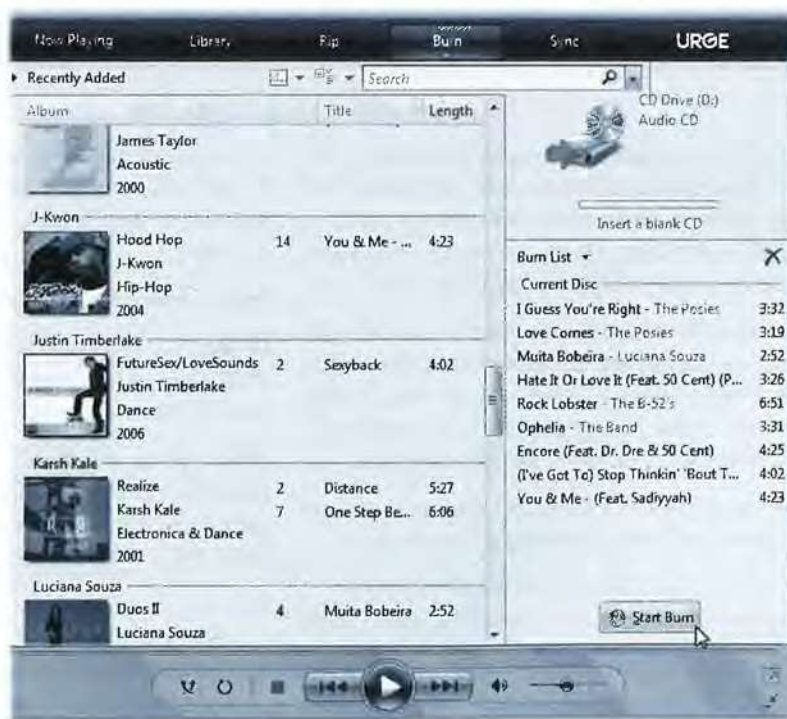 Now Playing Library Rip Burn Sync URGE
Recently Added
Search
Album Title Length
James Taylor
Acoustic
2000
J-Kwon
Hood Hop 14 You & Me - ... 4:23
J-Kwon
Hip-Hop
2004
Justin Timberlake
FutureSex/LoveSounds 2 Sexyback 4:02
Justin Timberlake
Dance
2006
Karsh Kale
Realize 2 Distance 5:27
Karsh Kale 7 One Step Be... 6:06
Electronica & Dance
2001
Luciana Souza
Duos II 4 Muita Bobeira 2:52
Luciana Souza
CD Drive (D:)
Audio CD
Insert a blank CD
Burn List
Current Disc
I Guess You're Right - The Posies 3:32
Love Comes - The Posies 3:19
Muita Bobeira - Luciana Souza 2:52
Hate It Or Love It (Feat. 50 Cent) (P... 3:26
Rock Lobster - The B-52's 6:51
Ophelia - The Band 3:31
Encore (Feat. Dr. Dre & 50 Cent) 4:25
(I've Got To) Stop Thinkin' 'Bout T... 4:02
You & Me - (Feat. Sadiyyah) 4:23
Start Burn